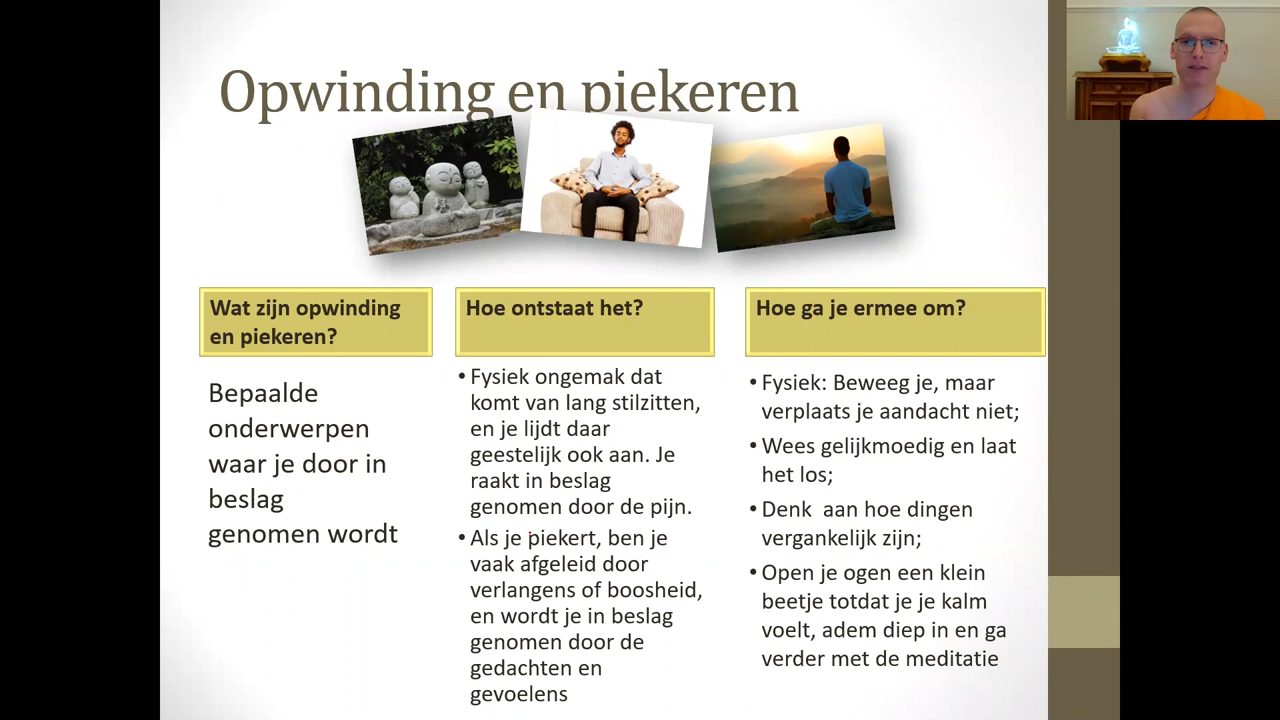 Opwinding en piekeren
Wat zijn opwinding
en piekeren?
Bepaalde
onderwerpen
waar je door in
beslag
genomen wordt
Hoe ontstaat het?
• Fysiek ongemak dat
komt van lang stilzitten,
en je lijdt daar
geestelijk ook aan. Je
raakt in beslag
genomen door de pijn.
• Als je piekert, ben je
vaak afgeleid door
verlangens of boosheid,
en wordt je in beslag
genomen door de
gedachten en
gevoelens
Hoe ga je ermee om?
• Fysiek: Beweeg je, maar
verplaats je aandacht niet;
• Wees gelijkmoedig en laat
het los;
• Denk  aan hoe dingen
vergankelijk zijn;
• Open je ogen een klein
beetje totdat je je kalm
voelt, adem diep in en ga
verder met de meditatie